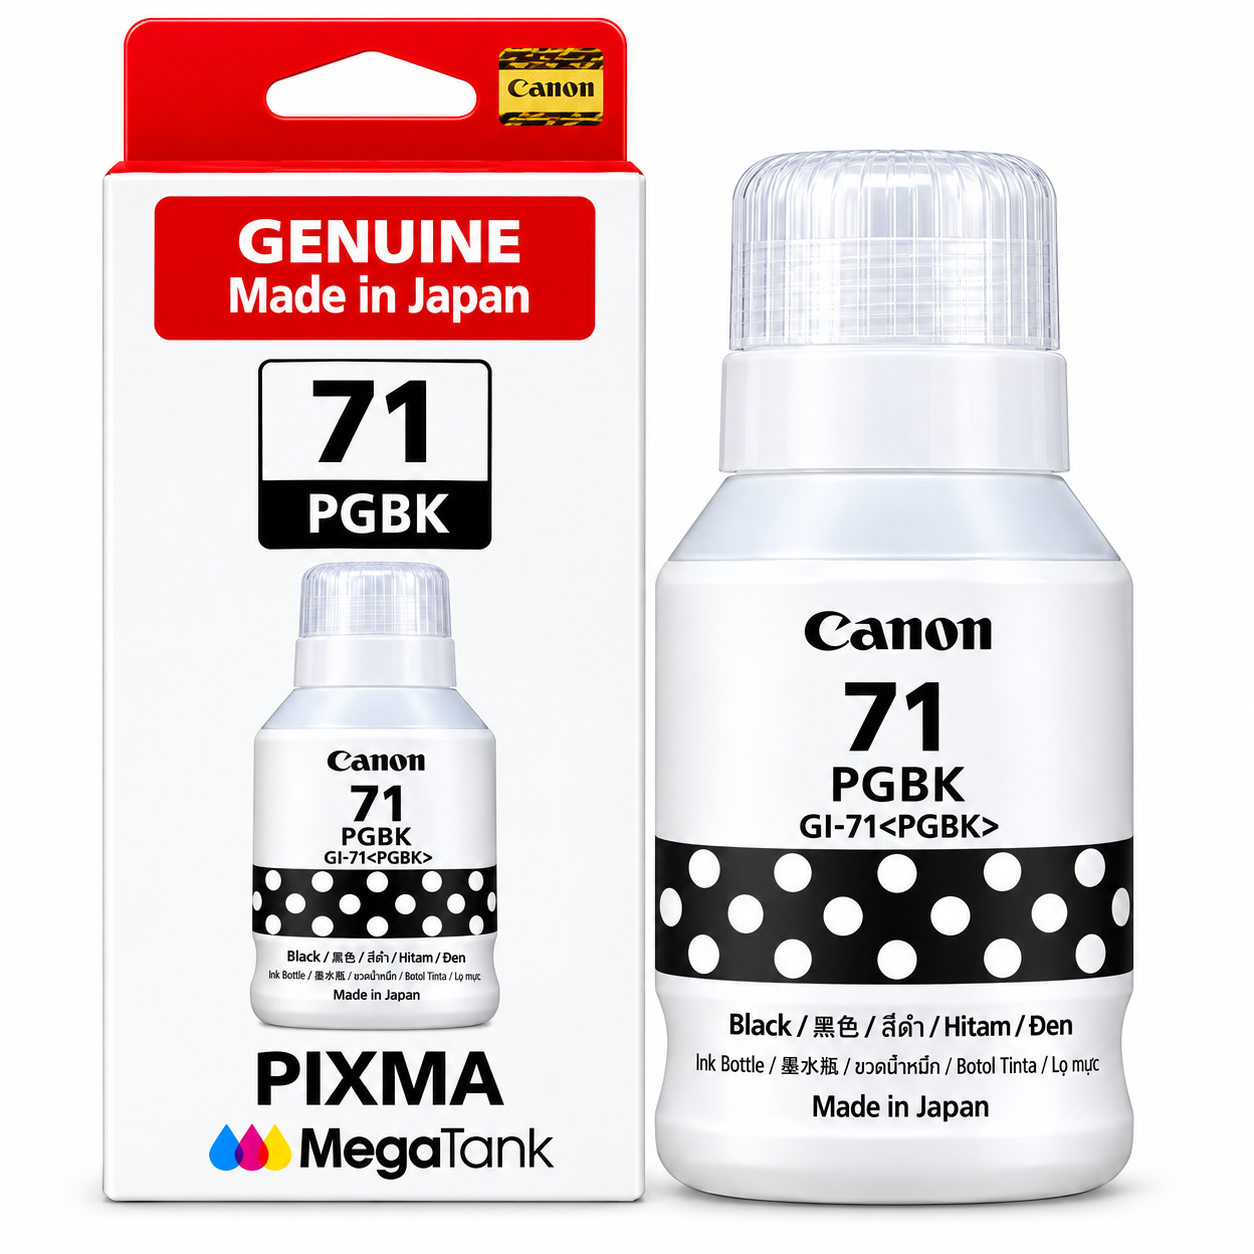 Canon
GENUINE
Made in Japan
71
PGBK
Canon
71
PGBK
GI-71<PGBK>
Black / 黑色 / สีดำ / Hitam / Đen
Ink Bottle / 墨水瓶 / ขวดน้ำหมึก / Botol Tinta / Lọ mực
Made in Japan
PIXMA
MegaTank
Canon
71
PGBK
GI-71<PGBK>
Black / 黑色 / สีดำ / Hitam / Đen
Ink Bottle / 墨水瓶 / ขวดน้ำหมึก / Botol Tinta / Lọ mực
Made in Japan